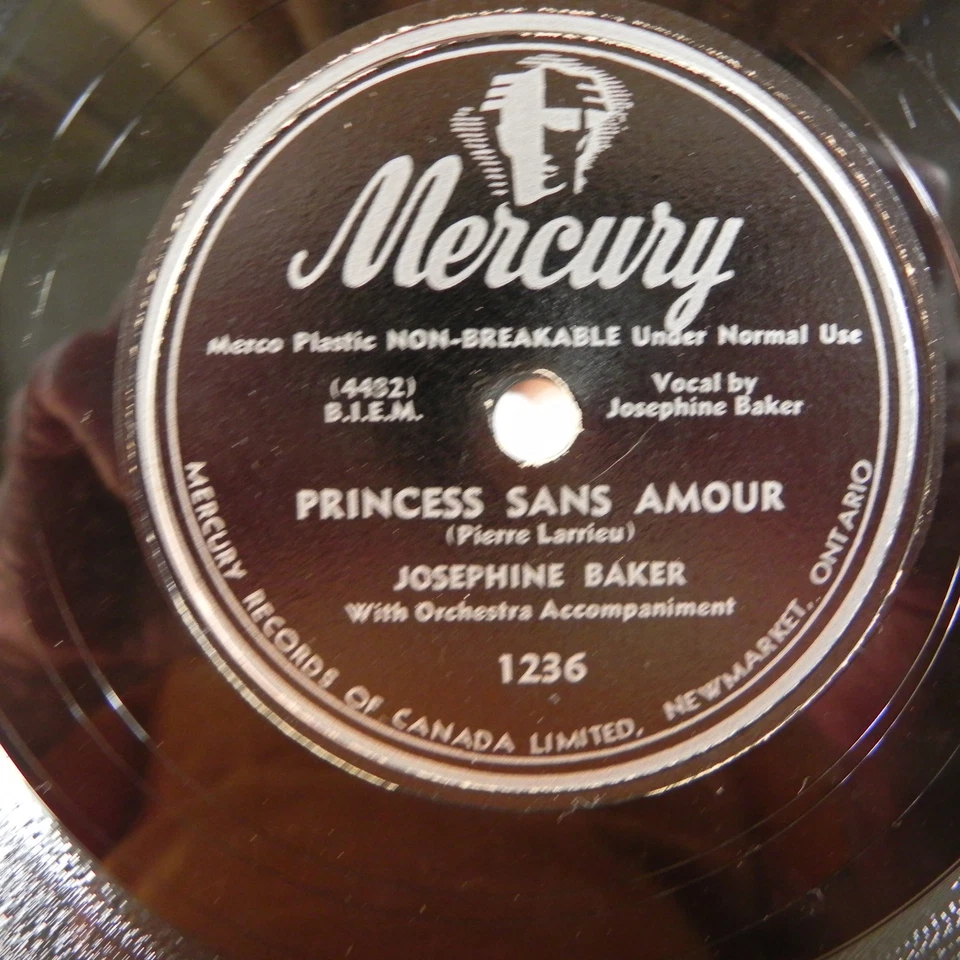 Mercury
Merco Plastic NON-BREAKABLE Under Normal Use
(4482)
B.I.E.M.
Vocal by
Josephine Baker
PRINCESS SANS AMOUR
(Pierre Larrieu)
JOSEPHINE BAKER
With Orchestra Accompaniment
1236
MERCURY RECORDS OF CANADA LIMITED, NEWMARKET, ONTARIO